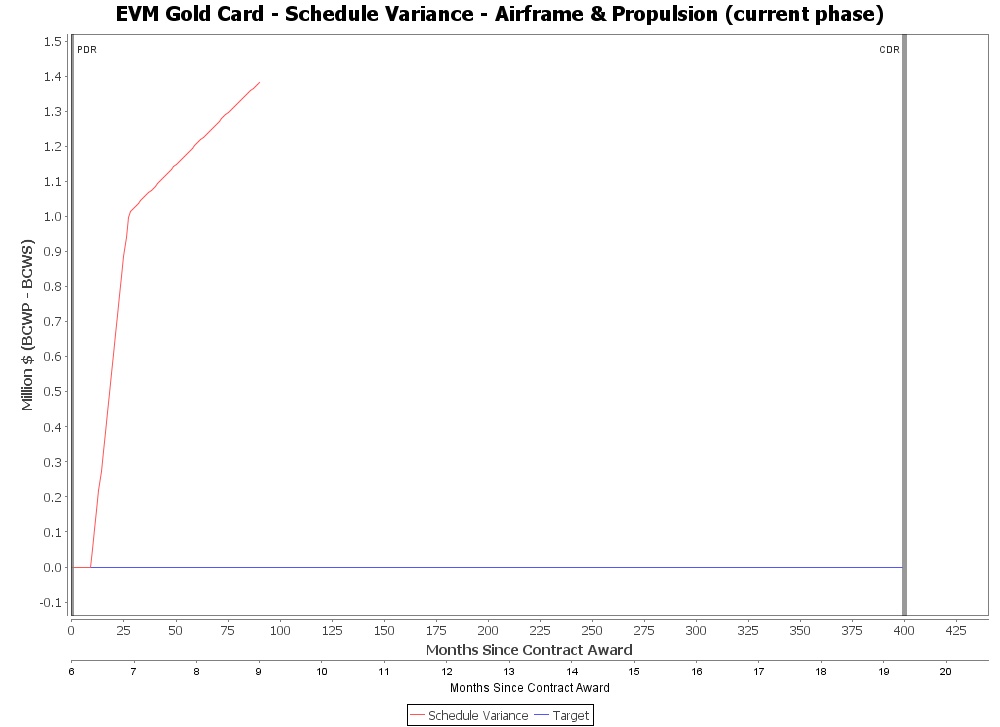 EVM Gold Card - Schedule Variance - Airframe & Propulsion (current phase)
PDR
CDR
Million $ (BCWP - BCWS)
1.5
1.4
1.3
1.2
1.1
1.0
0.9
0.8
0.7
0.6
0.5
0.4
0.3
0.2
0.1
0.0
-0.1
0 25 50 75 100 125 150 175 200 225 250 275 300 325 350 375 400 425
Months Since Contract Award
6 7 8 9 10 11 12 13 14 15 16 17 18 19 20
Months Since Contract Award
Schedule Variance Target